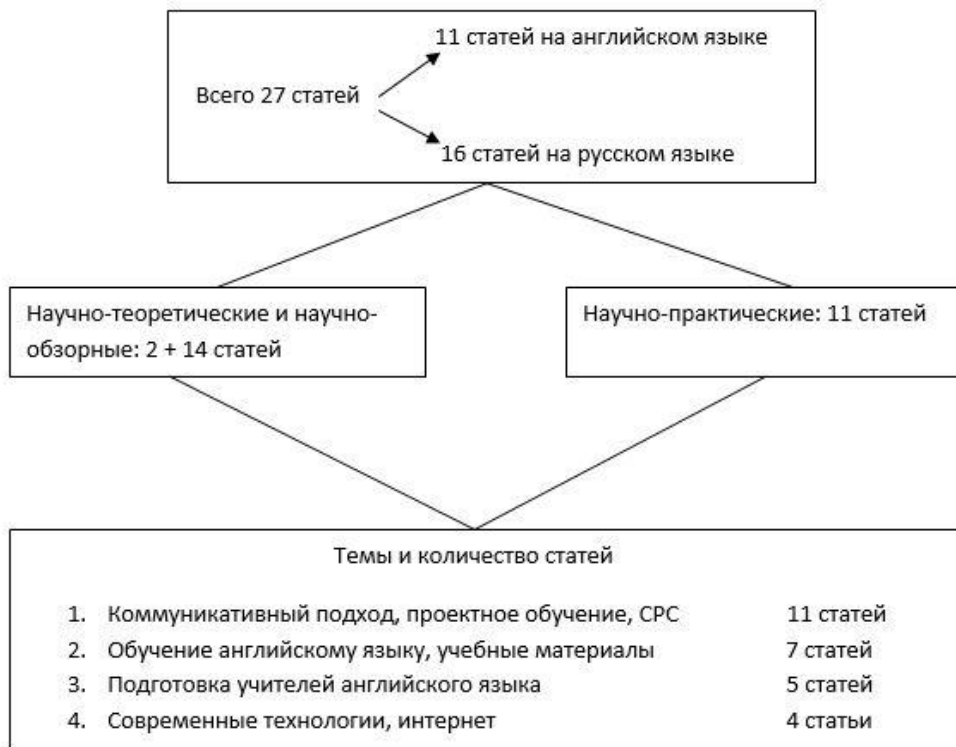 11 статей на английском языке
Всего 27 статей
16 статей на русском языке
Научно-теоретические и научно-
обзорные: 2 + 14 статей
Научно-практические: 11 статей
Темы и количество статей
1. Коммуникативный подход, проектное обучение, СРС 11 статей
2. Обучение английскому языку, учебные материалы 7 статей
3. Подготовка учителей английского языка 5 статей
4. Современные технологии, интернет 4 статьи